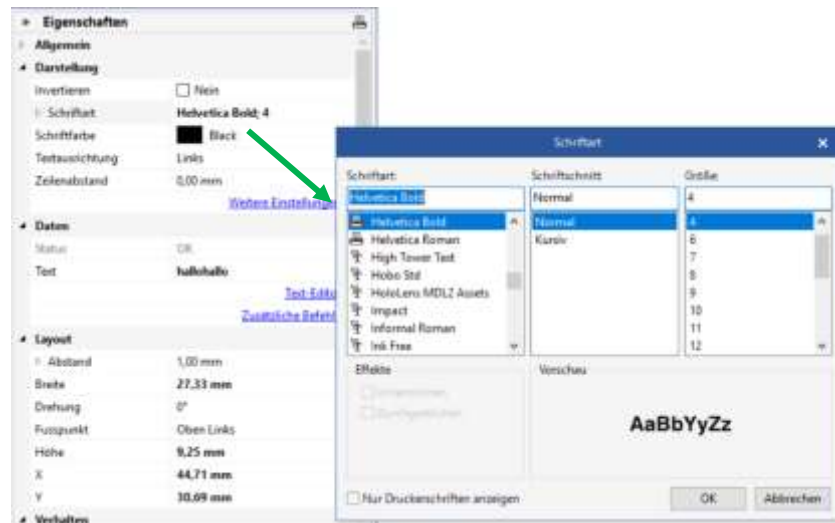 Eigenschaften
Allgemein
Darstellung
Invertieren Nein
Schriftart Helvetica Bold; 4
Schriftfarbe Black
Textausrichtung Links
Zeilenabstand 0,00 mm
Weitere Einstellungen
Daten
Status OK
Text hallohallo
Text-Edito
Zusätzliche Befehl
Layout
Abstand 1,00 mm
Breite 27,33 mm
Drehung 0°
Fusspunkt Oben Links
Höhe 9,25 mm
X 44,71 mm
Y 30,69 mm
Verhalten
Schriftart
Schriftart: Schriftschnitt: Größe:
Helvetica Bold Normal 4
Helvetica Bold Normal 4
Helvetica Roman Kursiv 6
High Tower Text 7
Hobo Std 8
HoloLens MDL2 Assets 9
Impact 10
Informal Roman 11
Ink Free 12
Effekte Vorschau
Unterstrichen
Durchgestrichen
AaBbYyZz
Nur Druckerschriften anzeigen OK Abbrechen